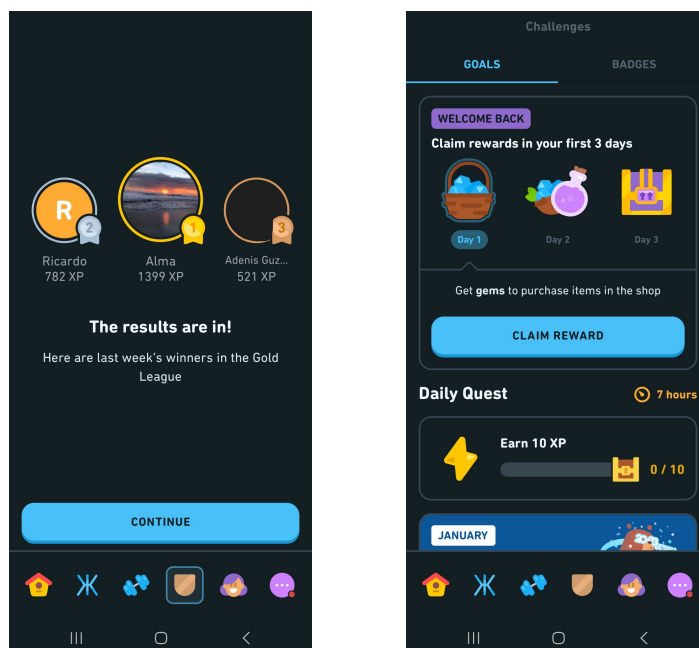 R
2
1
3
Ricardo
782 XP
Alma
1399 XP
Adenis Guz...
521 XP
The results are in!
Here are last week's winners in the Gold
League
CONTINUE
Challenges
GOALS
BADGES
WELCOME BACK
Claim rewards in your first 3 days
Day 1
Day 2
Day 3
Get gems to purchase items in the shop
CLAIM REWARD
Daily Quest
7 hours
Earn 10 XP
0 / 10
JANUARY
Ж
Ж